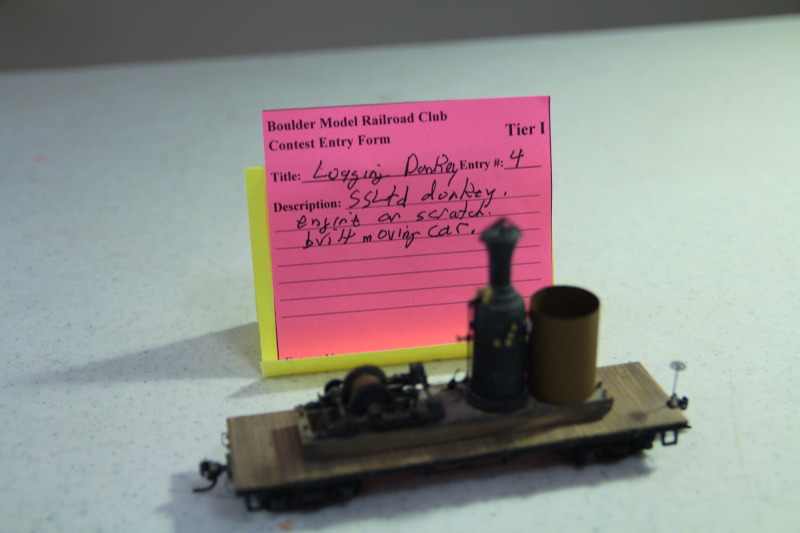 Boulder Model Railroad Club
Contest Entry Form
Tier I
Title: Logging Donkey Entry #: 4
Description: SSLtd donkey.
engine on scratch.
built moving car.